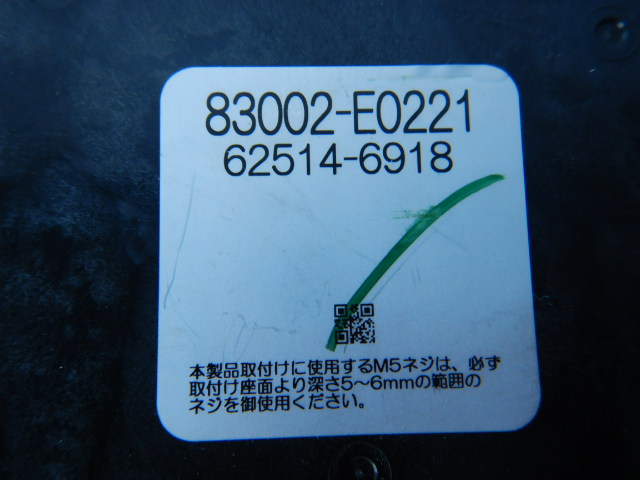 83002-E0221
62514-6918
本製品取付けに使用するM5ネジは、必ず
取付け座面より深さ5〜6mmの範囲の
ネジを御使用ください。